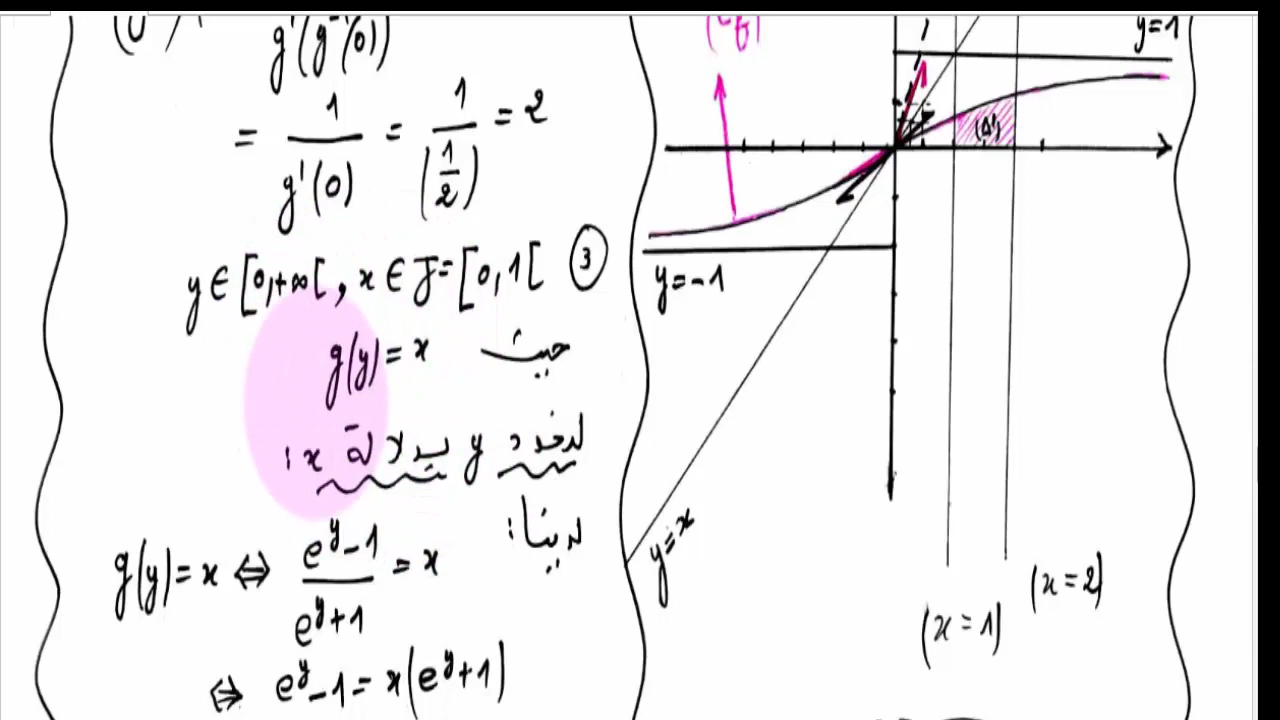 g'(g⁻¹(0))
= 1/g'(0) = 1/(1/2) = 2
③ y ∈ [0,+∞[ , x ∈ J = [0,1[
حيث g(y) = x
لنحدد y بدلالة x :
لدينا :
g(y) = x ⇔ (e^y - 1)/(e^y + 1) = x
⇔ e^y - 1 = x(e^y + 1)
y = 1
(Δ')
y = -1
y = x
(x = 1)
(x = 2)